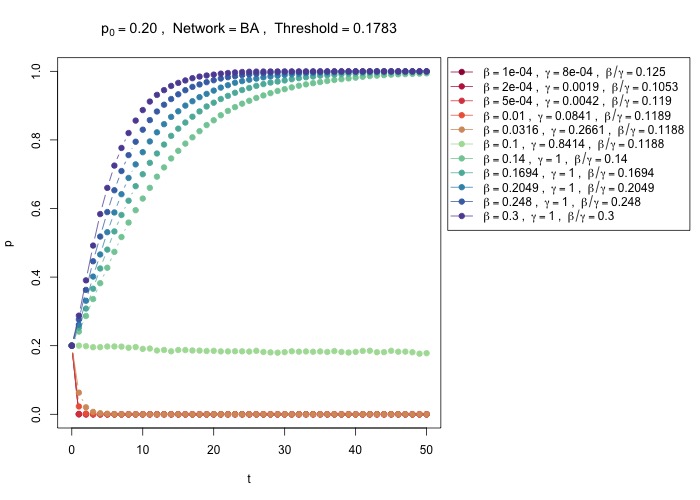 p₀ = 0.20 , Network = BA , Threshold = 0.1783
1.0
0.8
0.6
0.4
0.2
0.0
p
0 10 20 30 40 50
t
β = 1e-04 , γ = 8e-04 , β/γ = 0.125
β = 2e-04 , γ = 0.0019 , β/γ = 0.1053
β = 5e-04 , γ = 0.0042 , β/γ = 0.119
β = 0.01 , γ = 0.0841 , β/γ = 0.1189
β = 0.0316 , γ = 0.2661 , β/γ = 0.1188
β = 0.1 , γ = 0.8414 , β/γ = 0.1188
β = 0.14 , γ = 1 , β/γ = 0.14
β = 0.1694 , γ = 1 , β/γ = 0.1694
β = 0.2049 , γ = 1 , β/γ = 0.2049
β = 0.248 , γ = 1 , β/γ = 0.248
β = 0.3 , γ = 1 , β/γ = 0.3